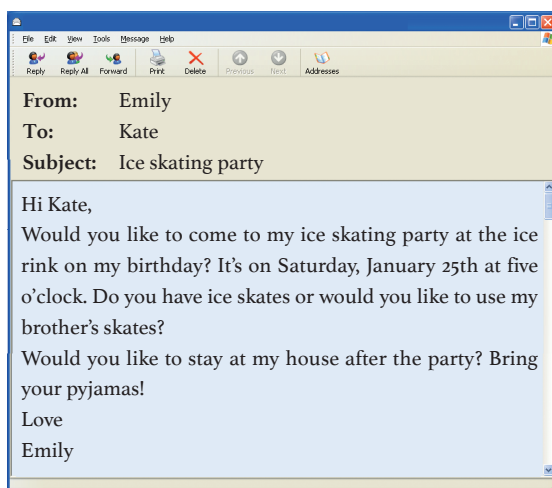 File Edit View Tools Message Help
Reply Reply All Forward Print Delete Previous Next Addresses
From: Emily
To: Kate
Subject: Ice skating party
Hi Kate,
Would you like to come to my ice skating party at the ice
rink on my birthday? It's on Saturday, January 25th at five
o'clock. Do you have ice skates or would you like to use my
brother's skates?
Would you like to stay at my house after the party? Bring
your pyjamas!
Love
Emily